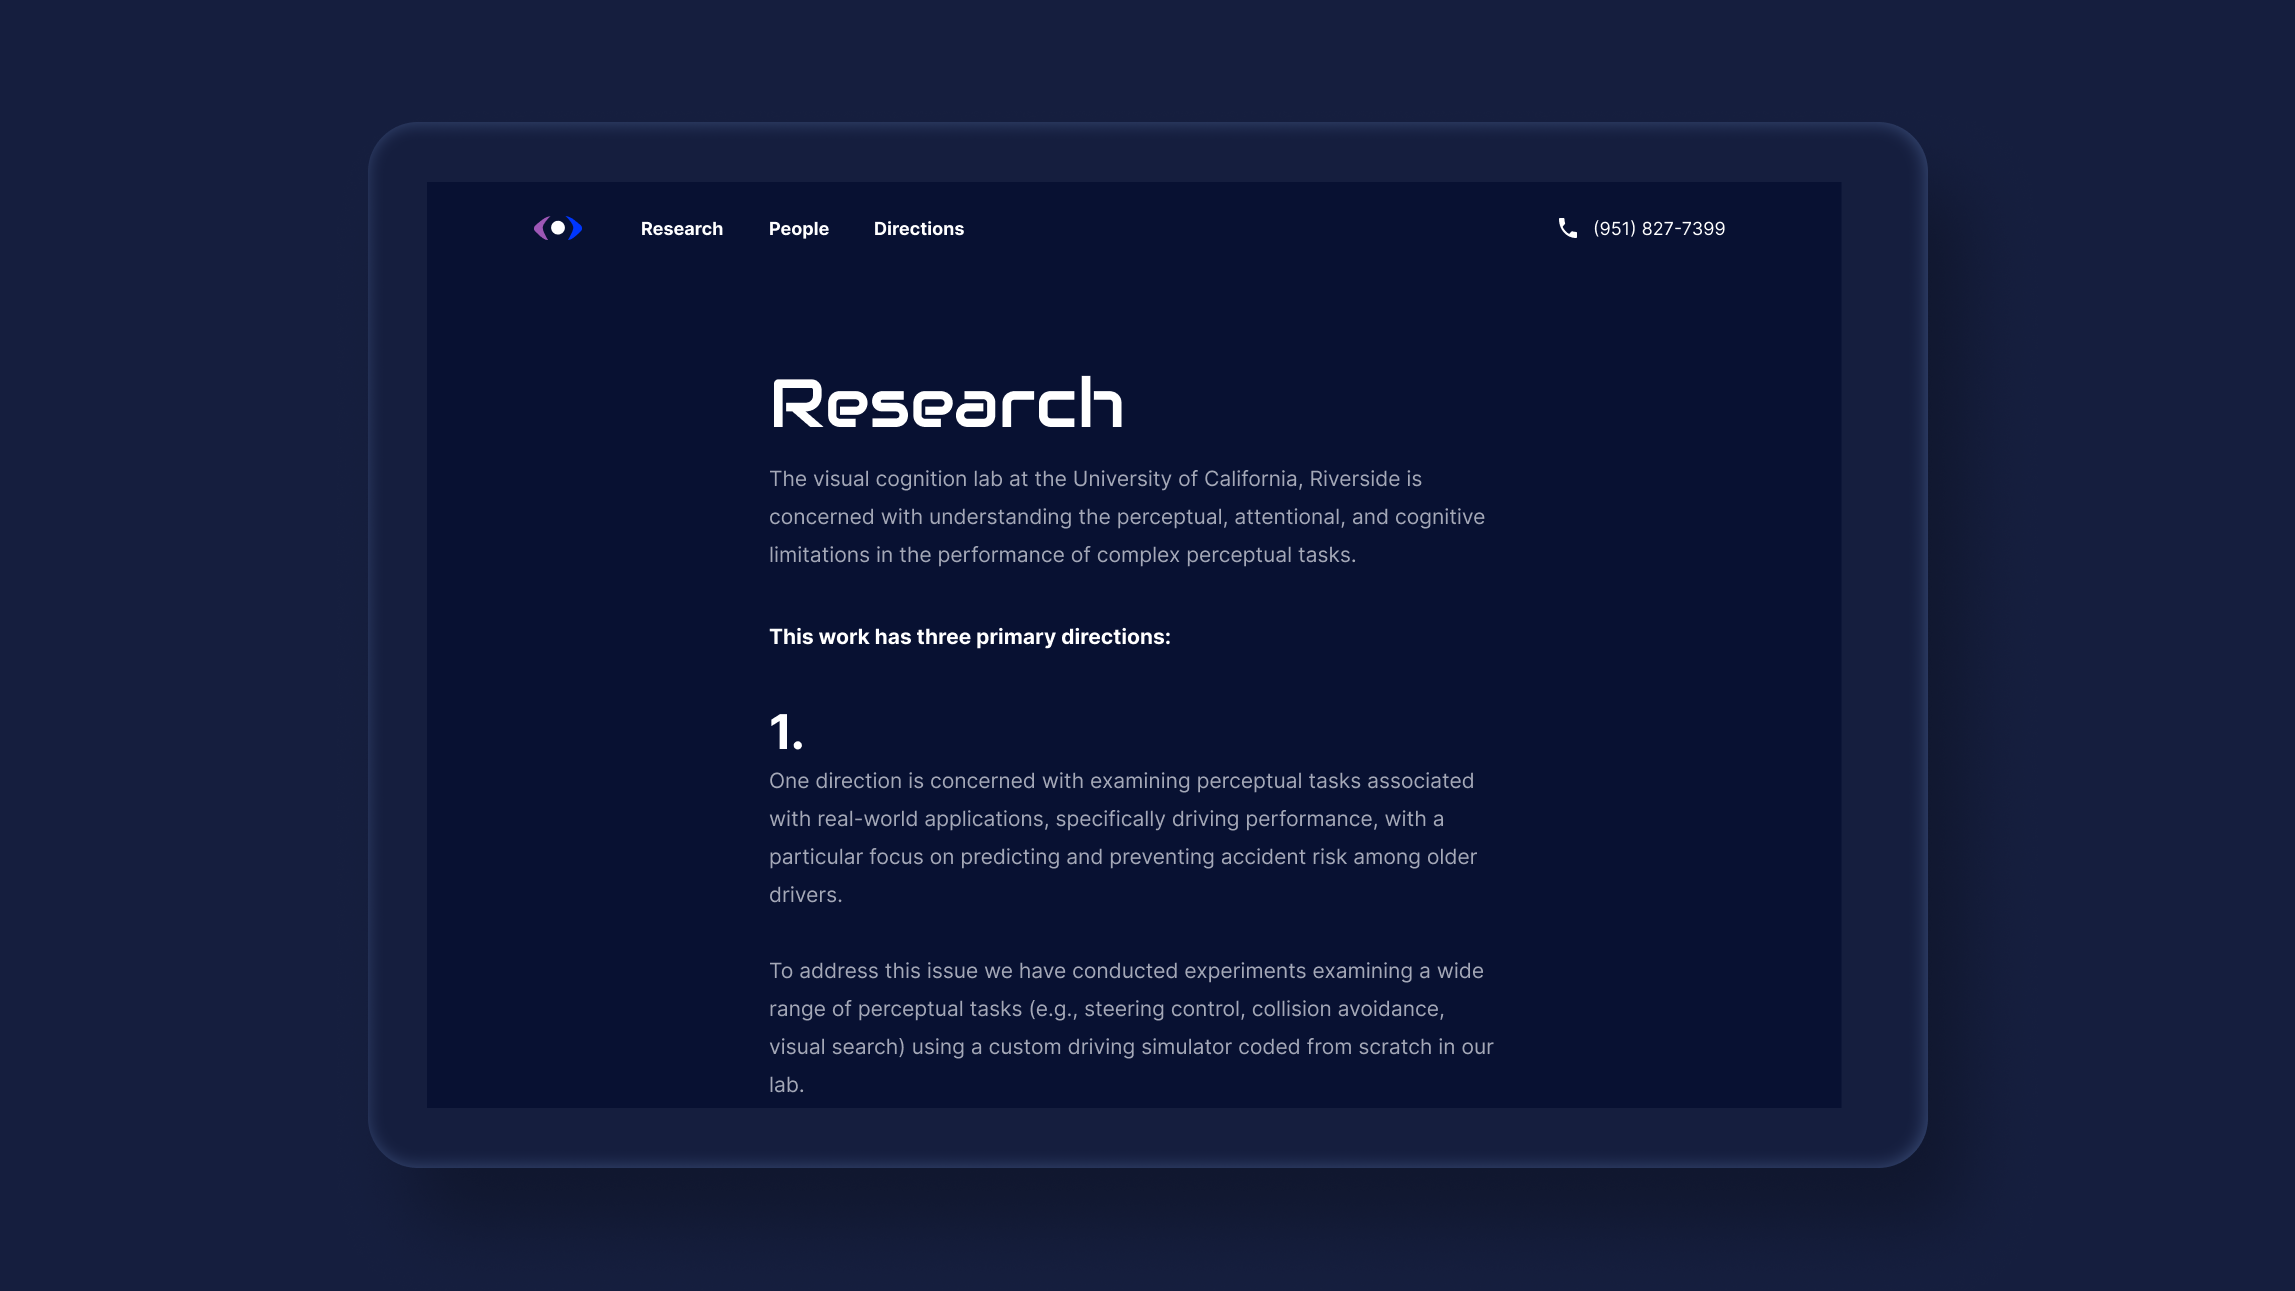 Research
People
Directions
(951) 827-7399
Research
The visual cognition lab at the University of California, Riverside is
concerned with understanding the perceptual, attentional, and cognitive
limitations in the performance of complex perceptual tasks.
This work has three primary directions:
1.
One direction is concerned with examining perceptual tasks associated
with real-world applications, specifically driving performance, with a
particular focus on predicting and preventing accident risk among older
drivers.
To address this issue we have conducted experiments examining a wide
range of perceptual tasks (e.g., steering control, collision avoidance,
visual search) using a custom driving simulator coded from scratch in our
lab.